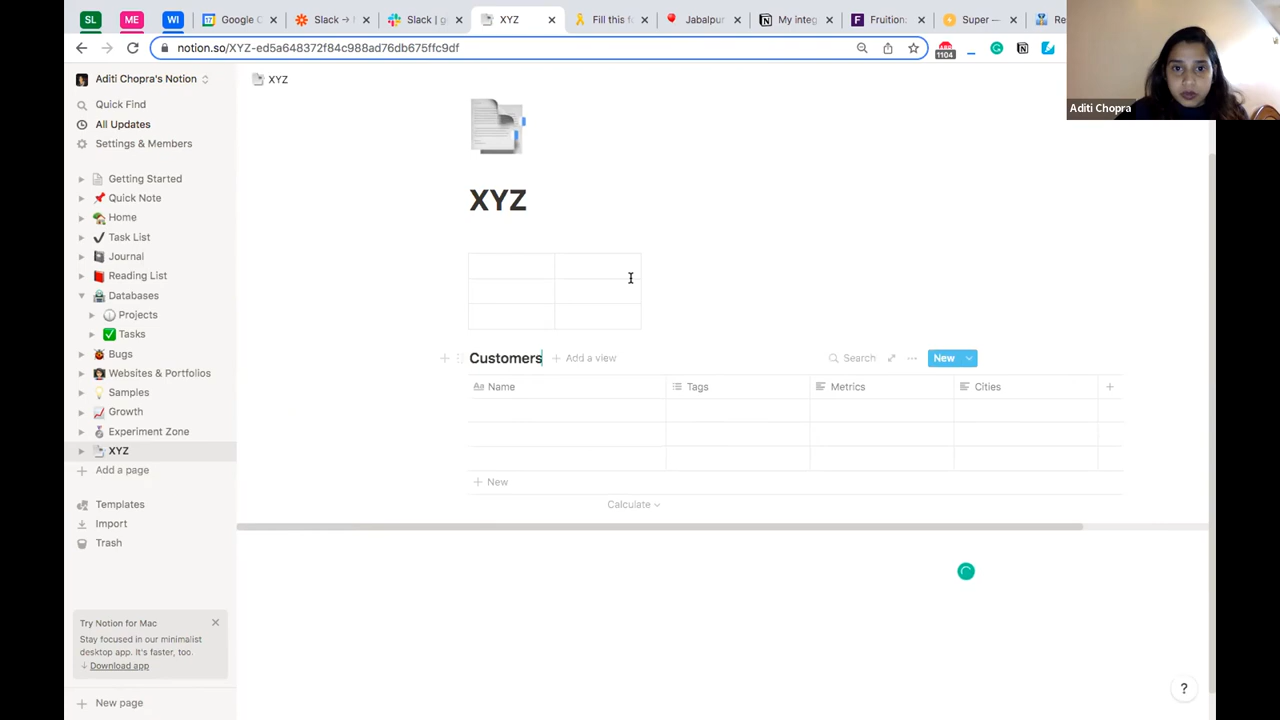 SL
ME
WI
Google C
Slack →
Slack | g
XYZ
Fill this f
Jabalpur
My integ
Fruition:
Super —
Re
notion.so/XYZ-ed5a648372f84c988ad76db675ffc9df
1104
Aditi Chopra
Aditi Chopra's Notion
XYZ
Quick Find
All Updates
Settings & Members
Getting Started
Quick Note
Home
Task List
Journal
Reading List
Databases
Projects
Tasks
Bugs
Websites & Portfolios
Samples
Growth
Experiment Zone
XYZ
Add a page
Templates
Import
Trash
Try Notion for Mac
Stay focused in our minimalist
desktop app. It's faster, too.
↓ Download app
New page
XYZ
Customers
Add a view
Search
New
Aa Name
Tags
Metrics
Cities
New
Calculate
?